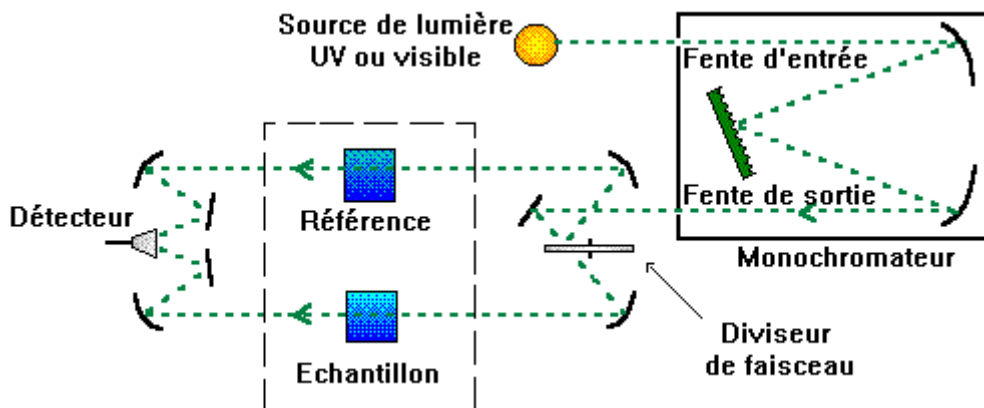 Source de lumière
UV ou visible
Fente d'entrée
Fente de sortie
Monochromateur
Détecteur
Référence
Echantillon
Diviseur
de faisceau